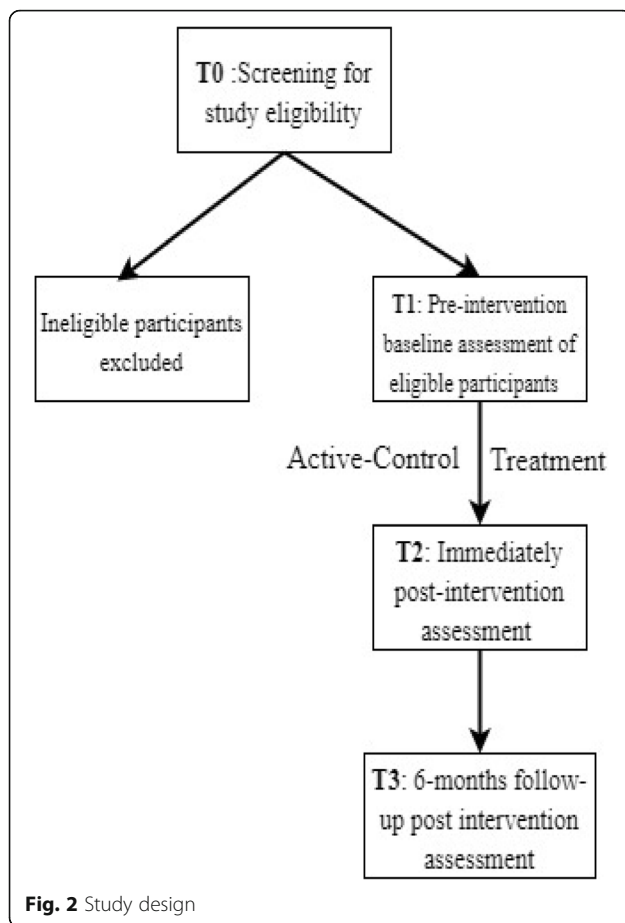 T0 :Screening for
study eligibility
Ineligible participants
excluded
T1: Pre-intervention
baseline assessment of
eligible participants
Active-Control Treatment
T2: Immediately
post-intervention
assessment
T3: 6-months follow-
up post intervention
assessment
Fig. 2 Study design